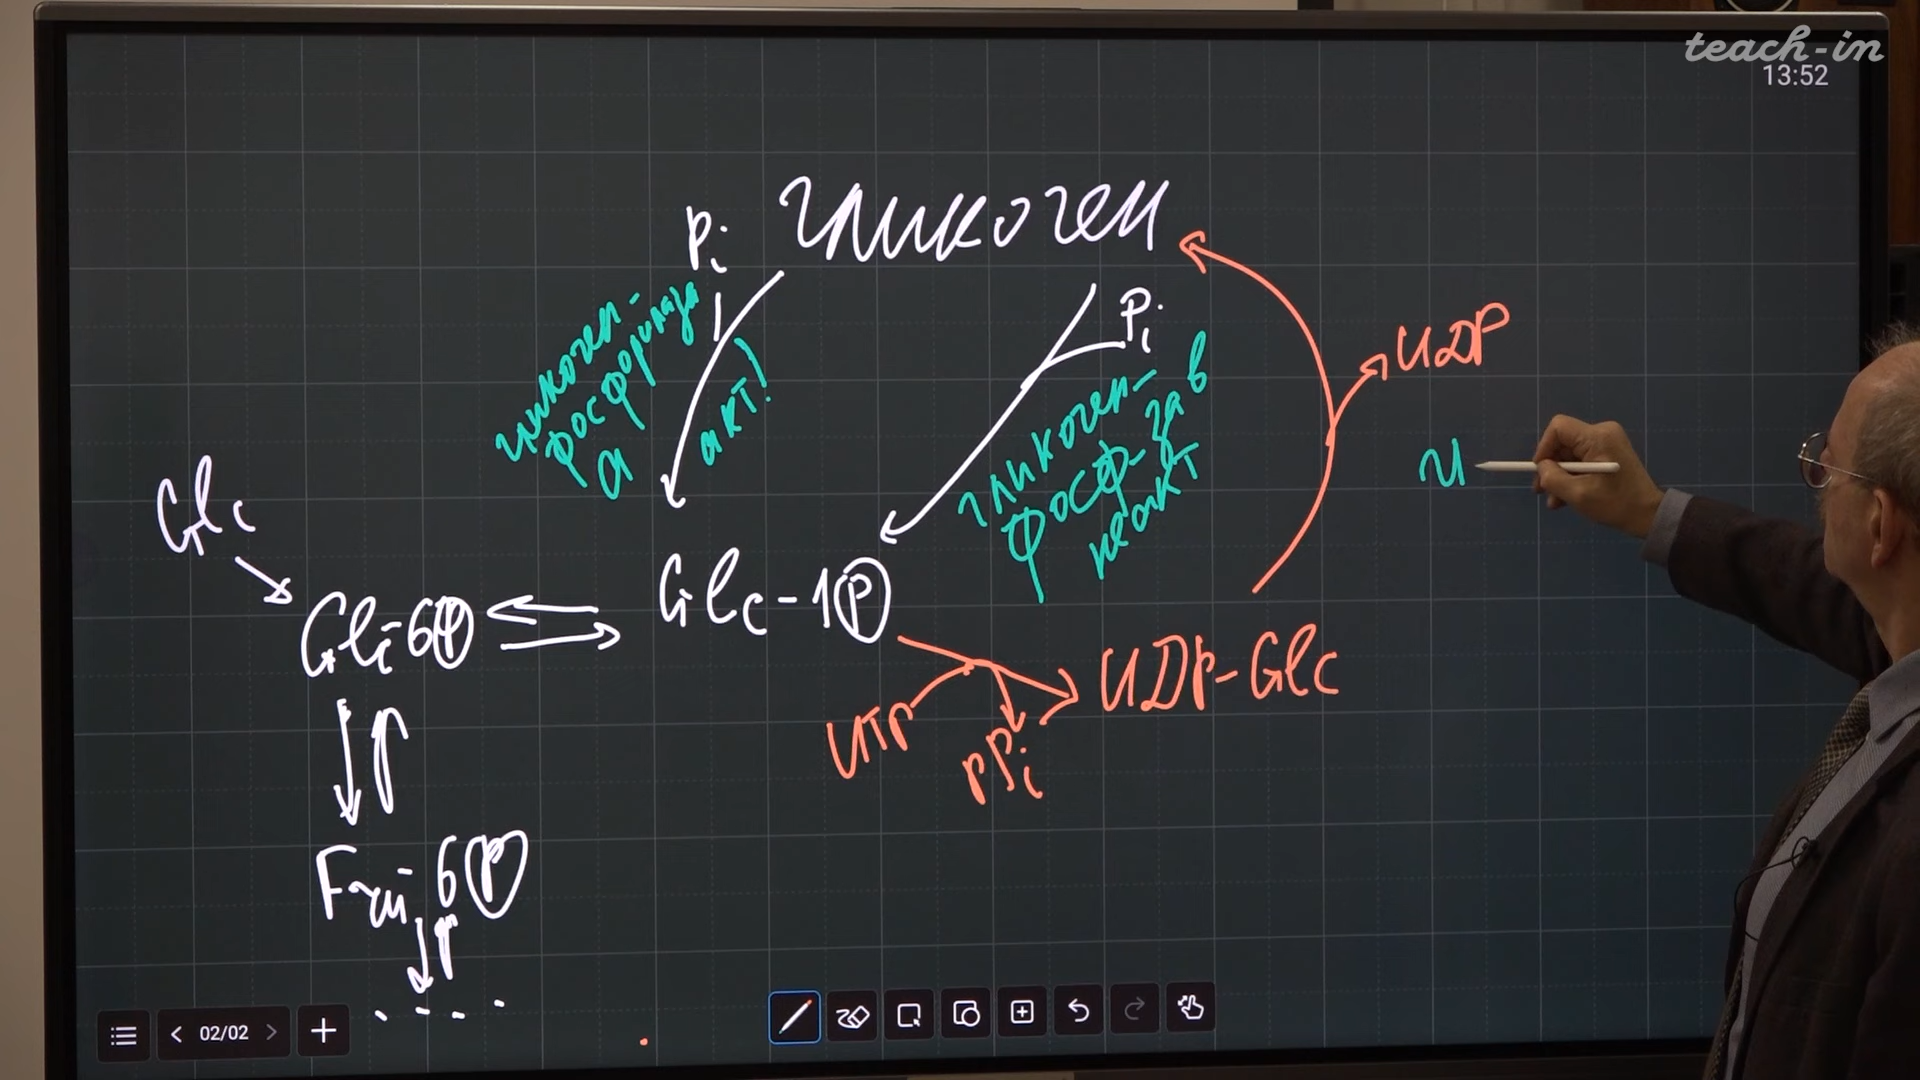 teach-in
13:52
гликоген
Pi
гликоген-
фосфорилаза
а
акт!
Pi
гликоген-
фосф-за в
неакт
UDP
Glc
Glc-6P
Glc-1P
UDP-Glc
UTP
PPi
Fru-6P
....
02/02